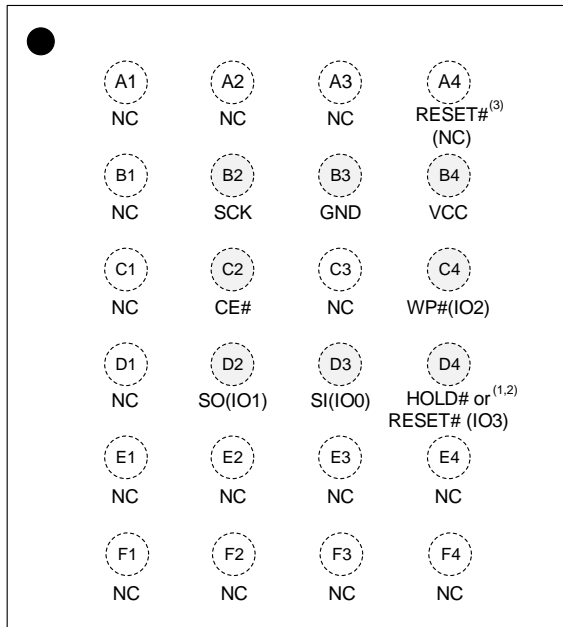 A1 A2 A3 A4
NC NC NC RESET#(3)
(NC)
B1 B2 B3 B4
NC SCK GND VCC
C1 C2 C3 C4
NC CE# NC WP#(IO2)
D1 D2 D3 D4
NC SO(IO1) SI(IO0) HOLD# or(1,2)
RESET# (IO3)
E1 E2 E3 E4
NC NC NC NC
F1 F2 F3 F4
NC NC NC NC